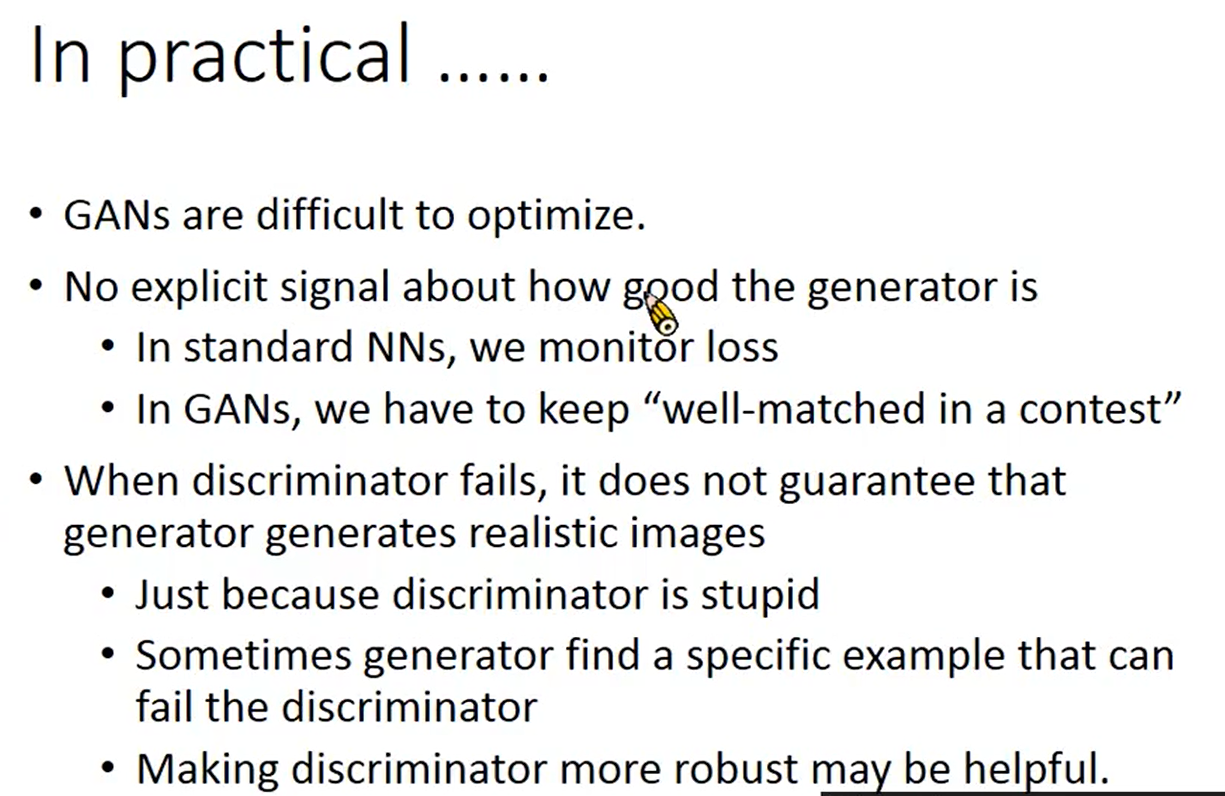 In practical ……
• GANs are difficult to optimize.
• No explicit signal about how good the generator is
• In standard NNs, we monitor loss
• In GANs, we have to keep “well-matched in a contest”
• When discriminator fails, it does not guarantee that
generator generates realistic images
• Just because discriminator is stupid
• Sometimes generator find a specific example that can
fail the discriminator
• Making discriminator more robust may be helpful.